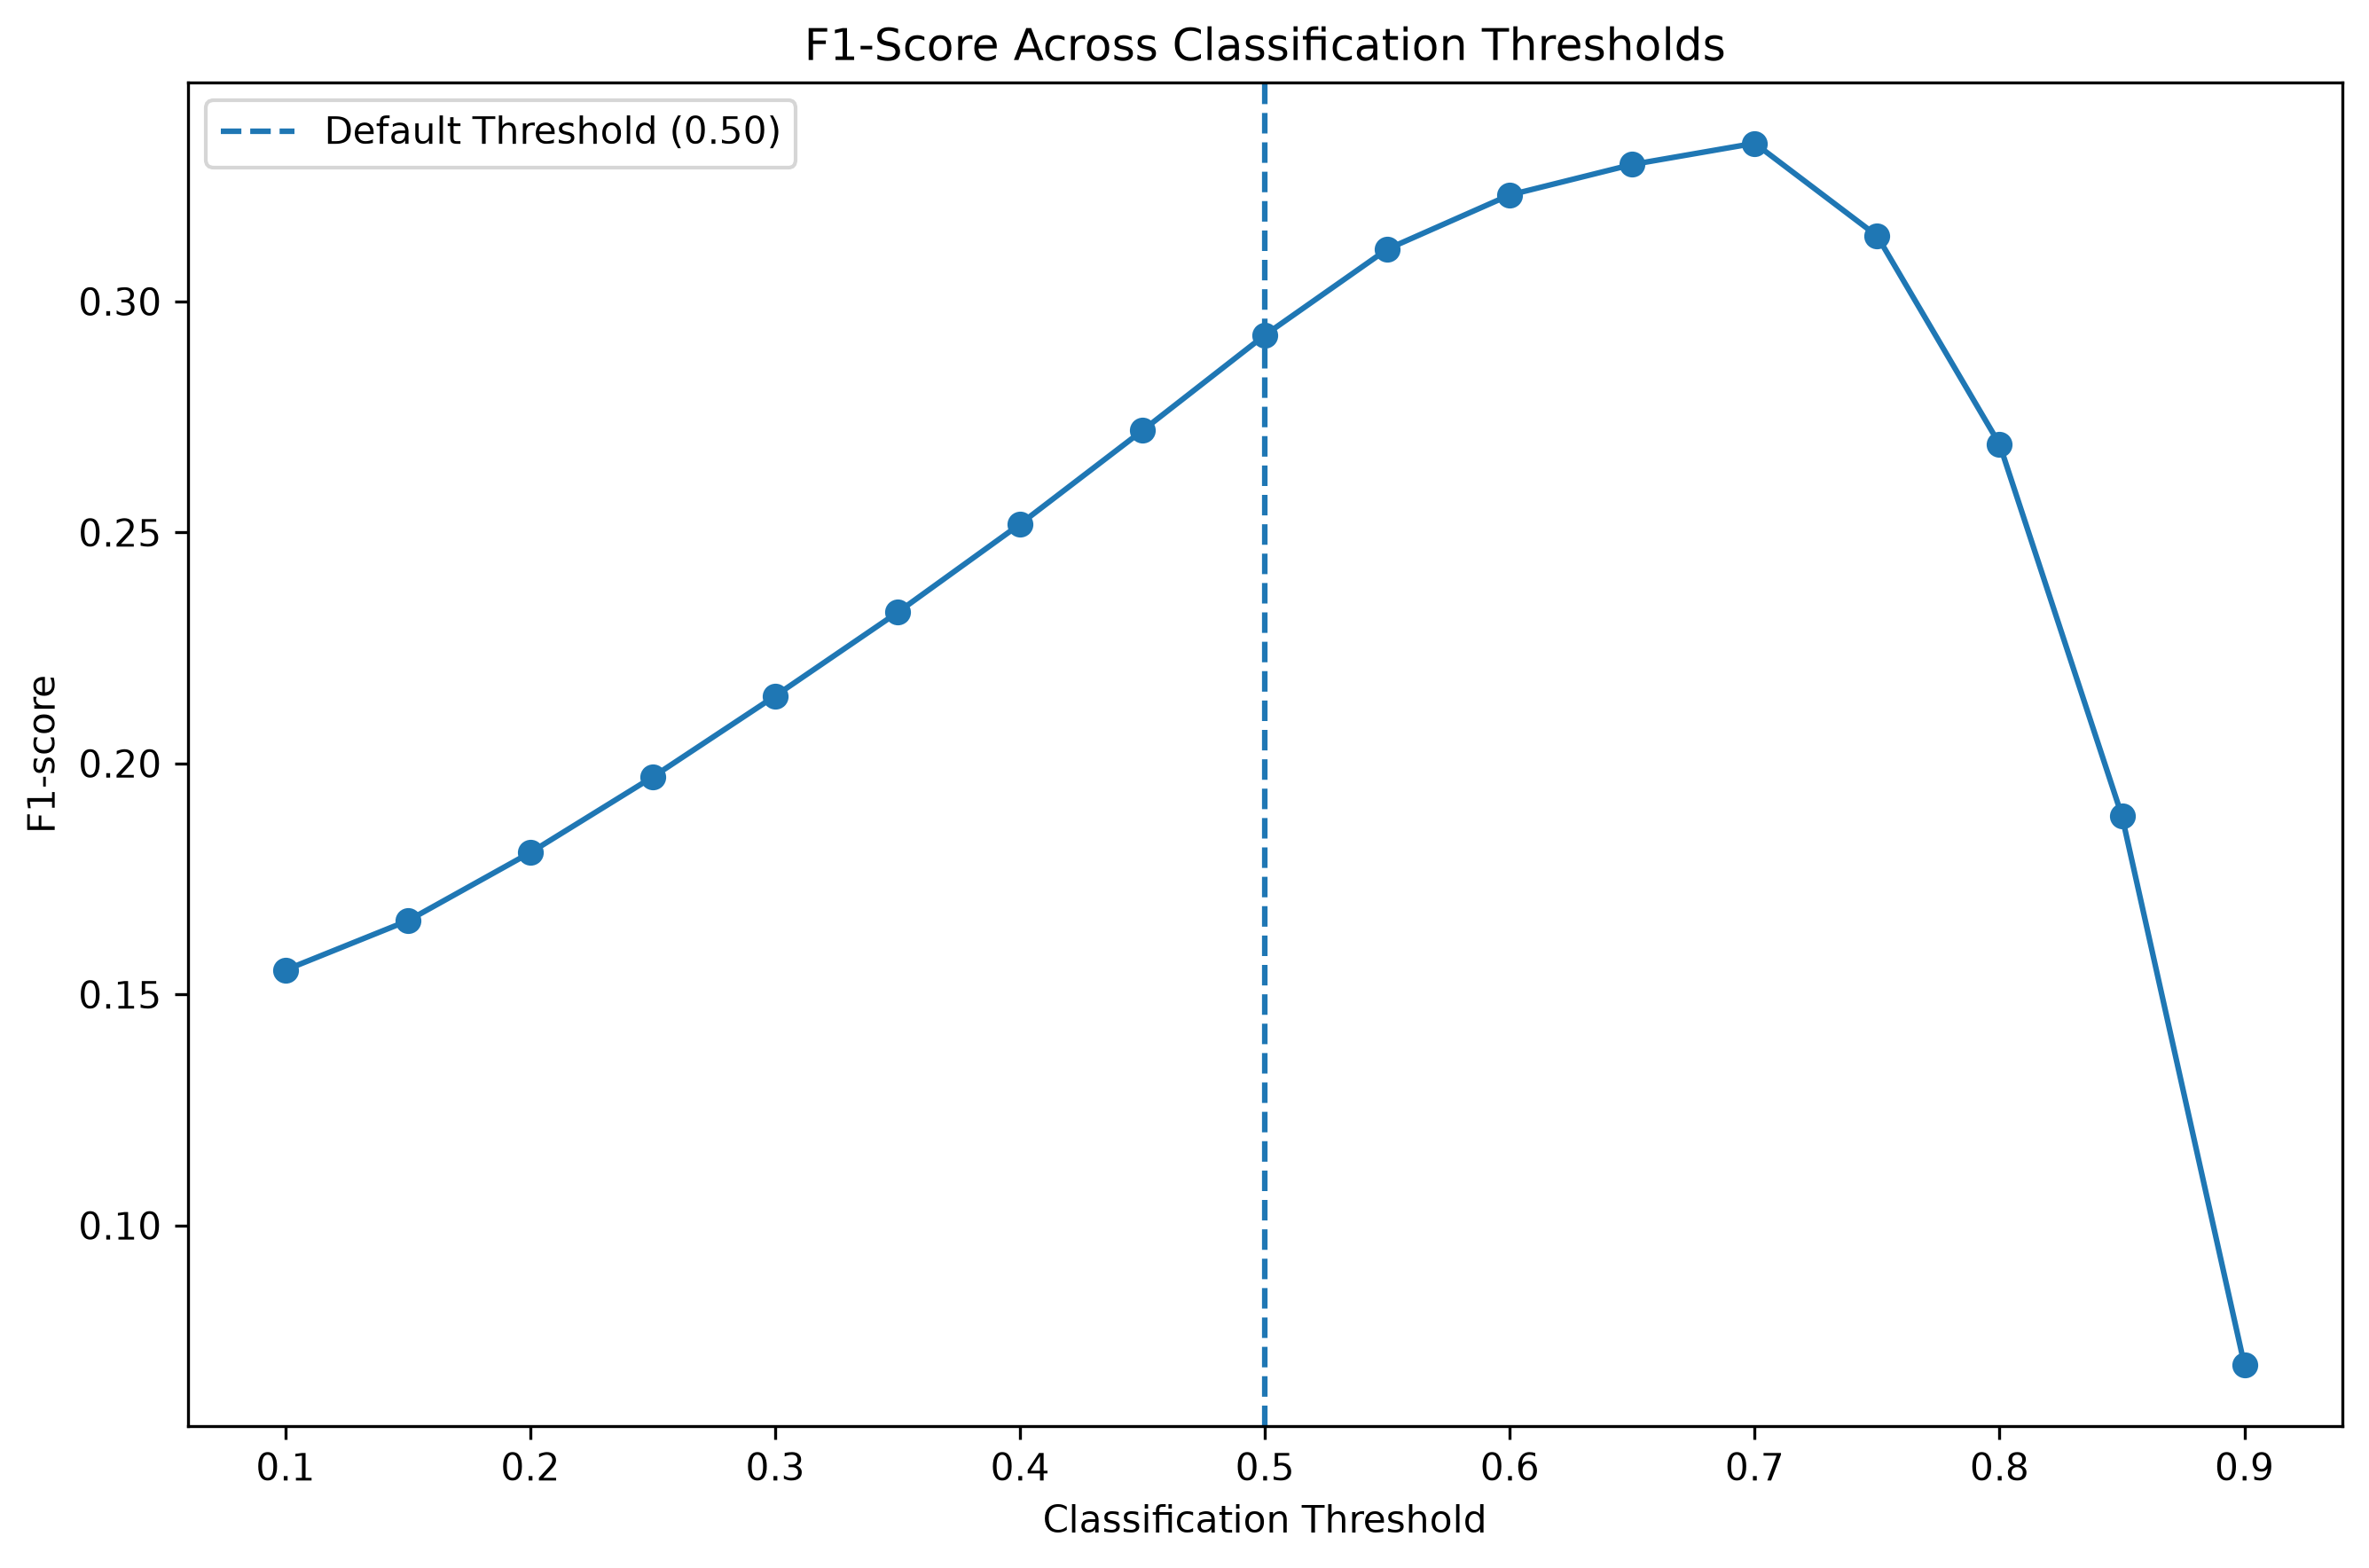 F1-Score Across Classification Thresholds
Default Threshold (0.50)
F1-score
0.30
0.25
0.20
0.15
0.10
0.1 0.2 0.3 0.4 0.5 0.6 0.7 0.8 0.9
Classification Threshold